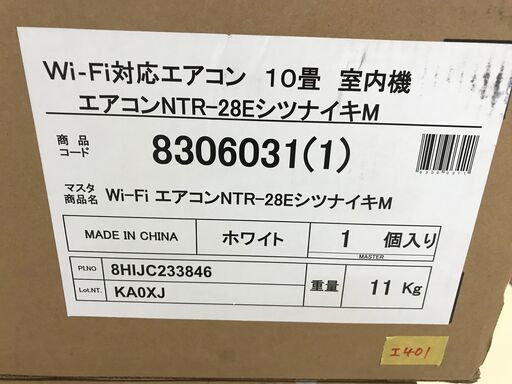 Wi-Fi対応エアコン 10畳 室内機
エアコンNTR-28EシツナイキM
商品コード 8306031(1)
マスタ商品名 Wi-Fi エアコンNTR-28EシツナイキM
MADE IN CHINA ホワイト 1 個入り
MASTER
PI.NO 8HIJC233846
Lot.NT. KA0XJ
重量 11 Kg
エ401